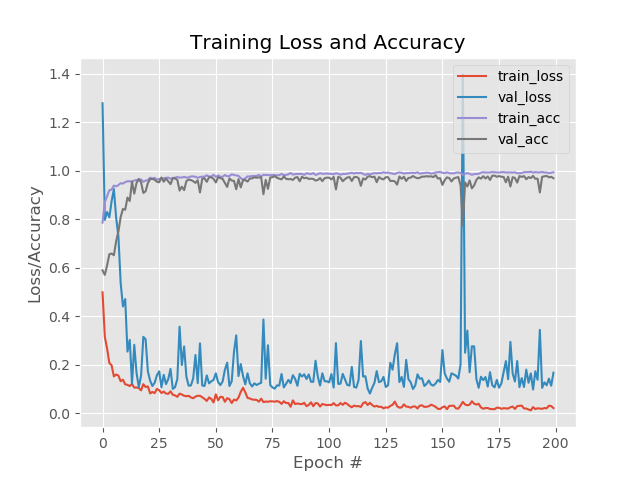 Training Loss and Accuracy
train_loss
val_loss
train_acc
val_acc
Loss/Accuracy
1.4
1.2
1.0
0.8
0.6
0.4
0.2
0.0
0 25 50 75 100 125 150 175 200
Epoch #